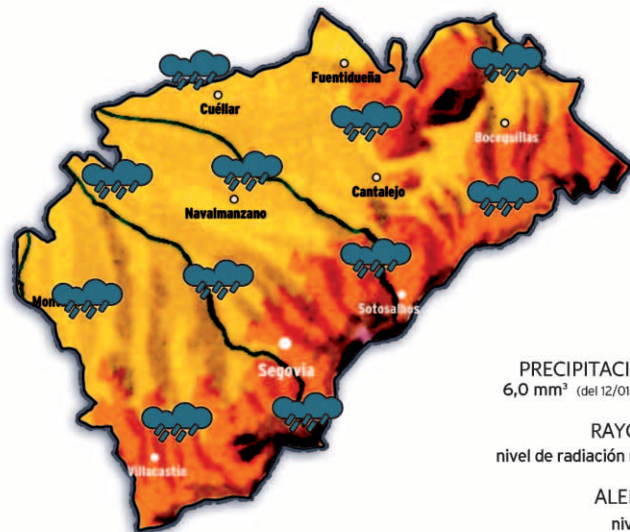 Fuentidueña
Cuéllar
Boceguillas
Cantalejo
Navalmanzano
Sotosalbos
Segovia
PRECIPITACI
6,0 mm³ (del 12/01
RAYO
nivel de radiación
Villacastín
ALE
niv